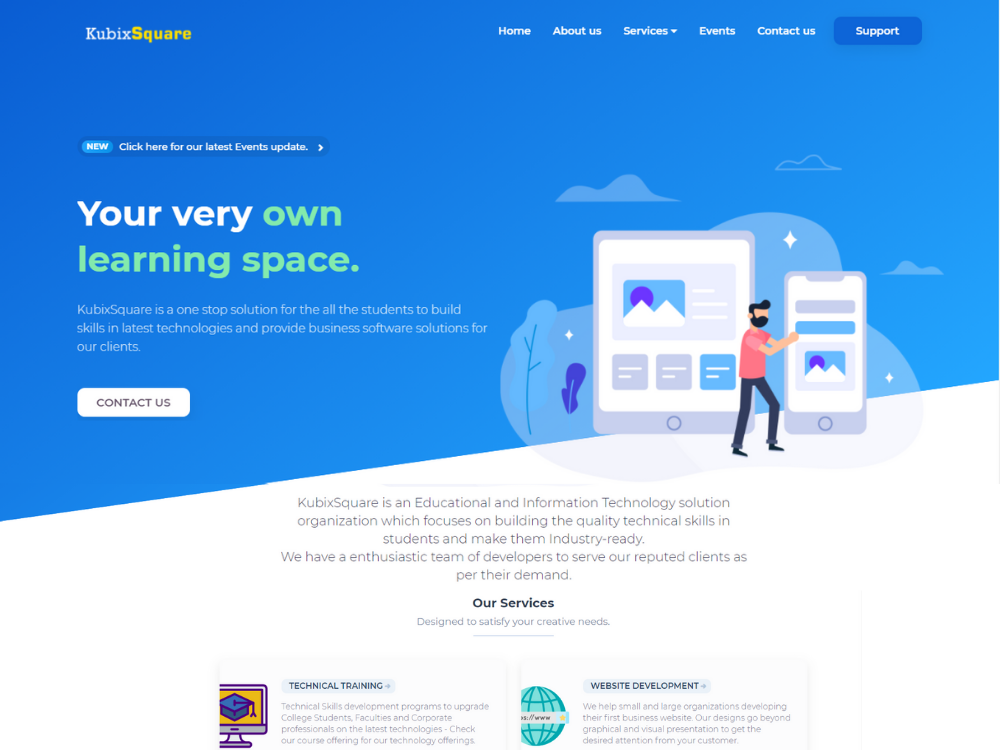 KubixSquare
Home About us Services Events Contact us Support
NEW Click here for our latest Events update.
Your very own
learning space.
KubixSquare is a one stop solution for the all the students to build
skills in latest technologies and provide business software solutions for
our clients.
CONTACT US
KubixSquare is an Educational and Information Technology solution
organization which focuses on building the quality technical skills in
students and make them Industry-ready.
We have a enthusiastic team of developers to serve our reputed clients as
per their demand.
Our Services
Designed to satisfy your creative needs.
TECHNICAL TRAINING
Technical Skills development programs to upgrade
College Students, Faculties and Corporate
professionals on the latest technologies - Check
our course offering for our technology offerings.
s://www
WEBSITE DEVELOPMENT
We help small and large organizations developing
their first business website. Our designs go beyond
graphical and visual presentation to get the
desired attention from your customer.